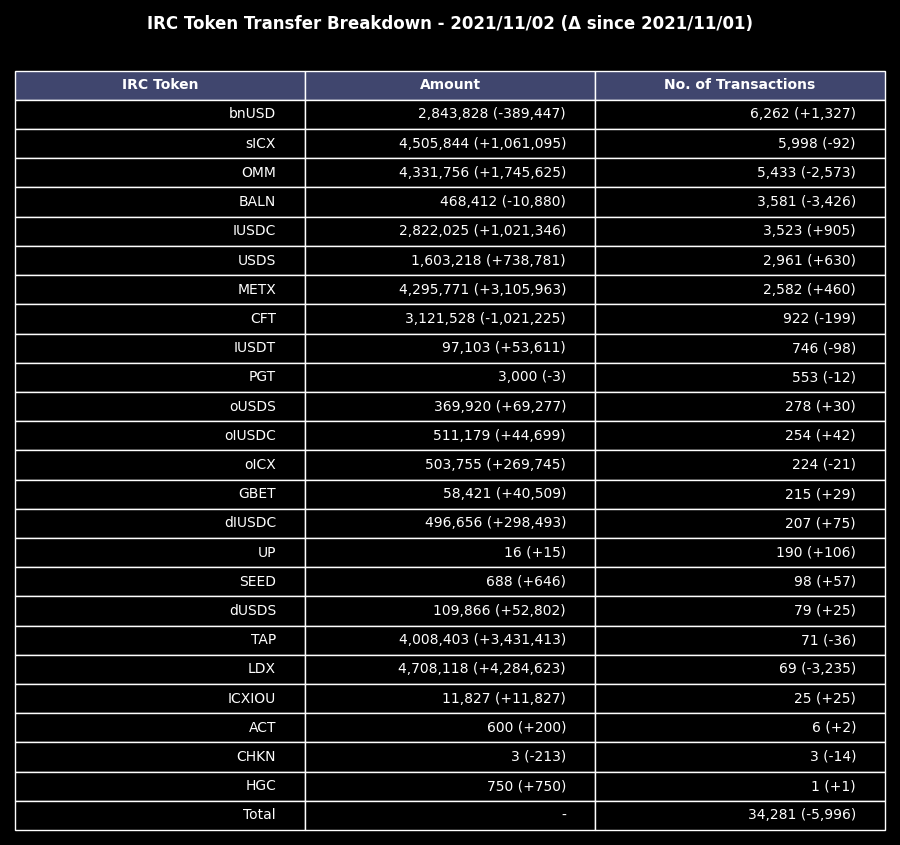 IRC Token Transfer Breakdown - 2021/11/02 (Δ since 2021/11/01)
IRC Token Amount No. of Transactions
bnUSD 2,843,828 (-389,447) 6,262 (+1,327)
sICX 4,505,844 (+1,061,095) 5,998 (-92)
OMM 4,331,756 (+1,745,625) 5,433 (-2,573)
BALN 468,412 (-10,880) 3,581 (-3,426)
IUSDC 2,822,025 (+1,021,346) 3,523 (+905)
USDS 1,603,218 (+738,781) 2,961 (+630)
METX 4,295,771 (+3,105,963) 2,582 (+460)
CFT 3,121,528 (-1,021,225) 922 (-199)
IUSDT 97,103 (+53,611) 746 (-98)
PGT 3,000 (-3) 553 (-12)
oUSDS 369,920 (+69,277) 278 (+30)
oIUSDC 511,179 (+44,699) 254 (+42)
oICX 503,755 (+269,745) 224 (-21)
GBET 58,421 (+40,509) 215 (+29)
dIUSDC 496,656 (+298,493) 207 (+75)
UP 16 (+15) 190 (+106)
SEED 688 (+646) 98 (+57)
dUSDS 109,866 (+52,802) 79 (+25)
TAP 4,008,403 (+3,431,413) 71 (-36)
LDX 4,708,118 (+4,284,623) 69 (-3,235)
ICXIOU 11,827 (+11,827) 25 (+25)
ACT 600 (+200) 6 (+2)
CHKN 3 (-213) 3 (-14)
HGC 750 (+750) 1 (+1)
Total - 34,281 (-5,996)